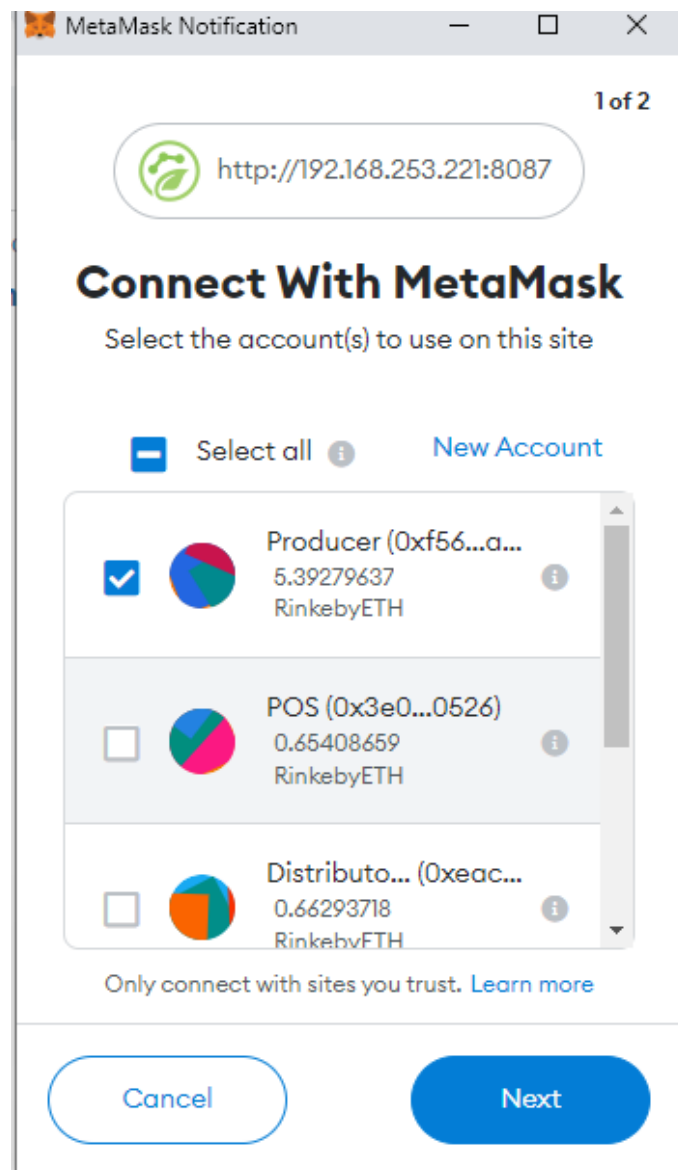 MetaMask Notification
1 of 2
http://192.168.253.221:8087
Connect With MetaMask
Select the account(s) to use on this site
Select all
New Account
Producer (0xf56...a...
5.39279637
RinkebyETH
POS (0x3e0...0526)
0.65408659
RinkebyETH
Distributo... (0xeac...
0.66293718
RinkebyETH
Only connect with sites you trust. Learn more
Cancel
Next